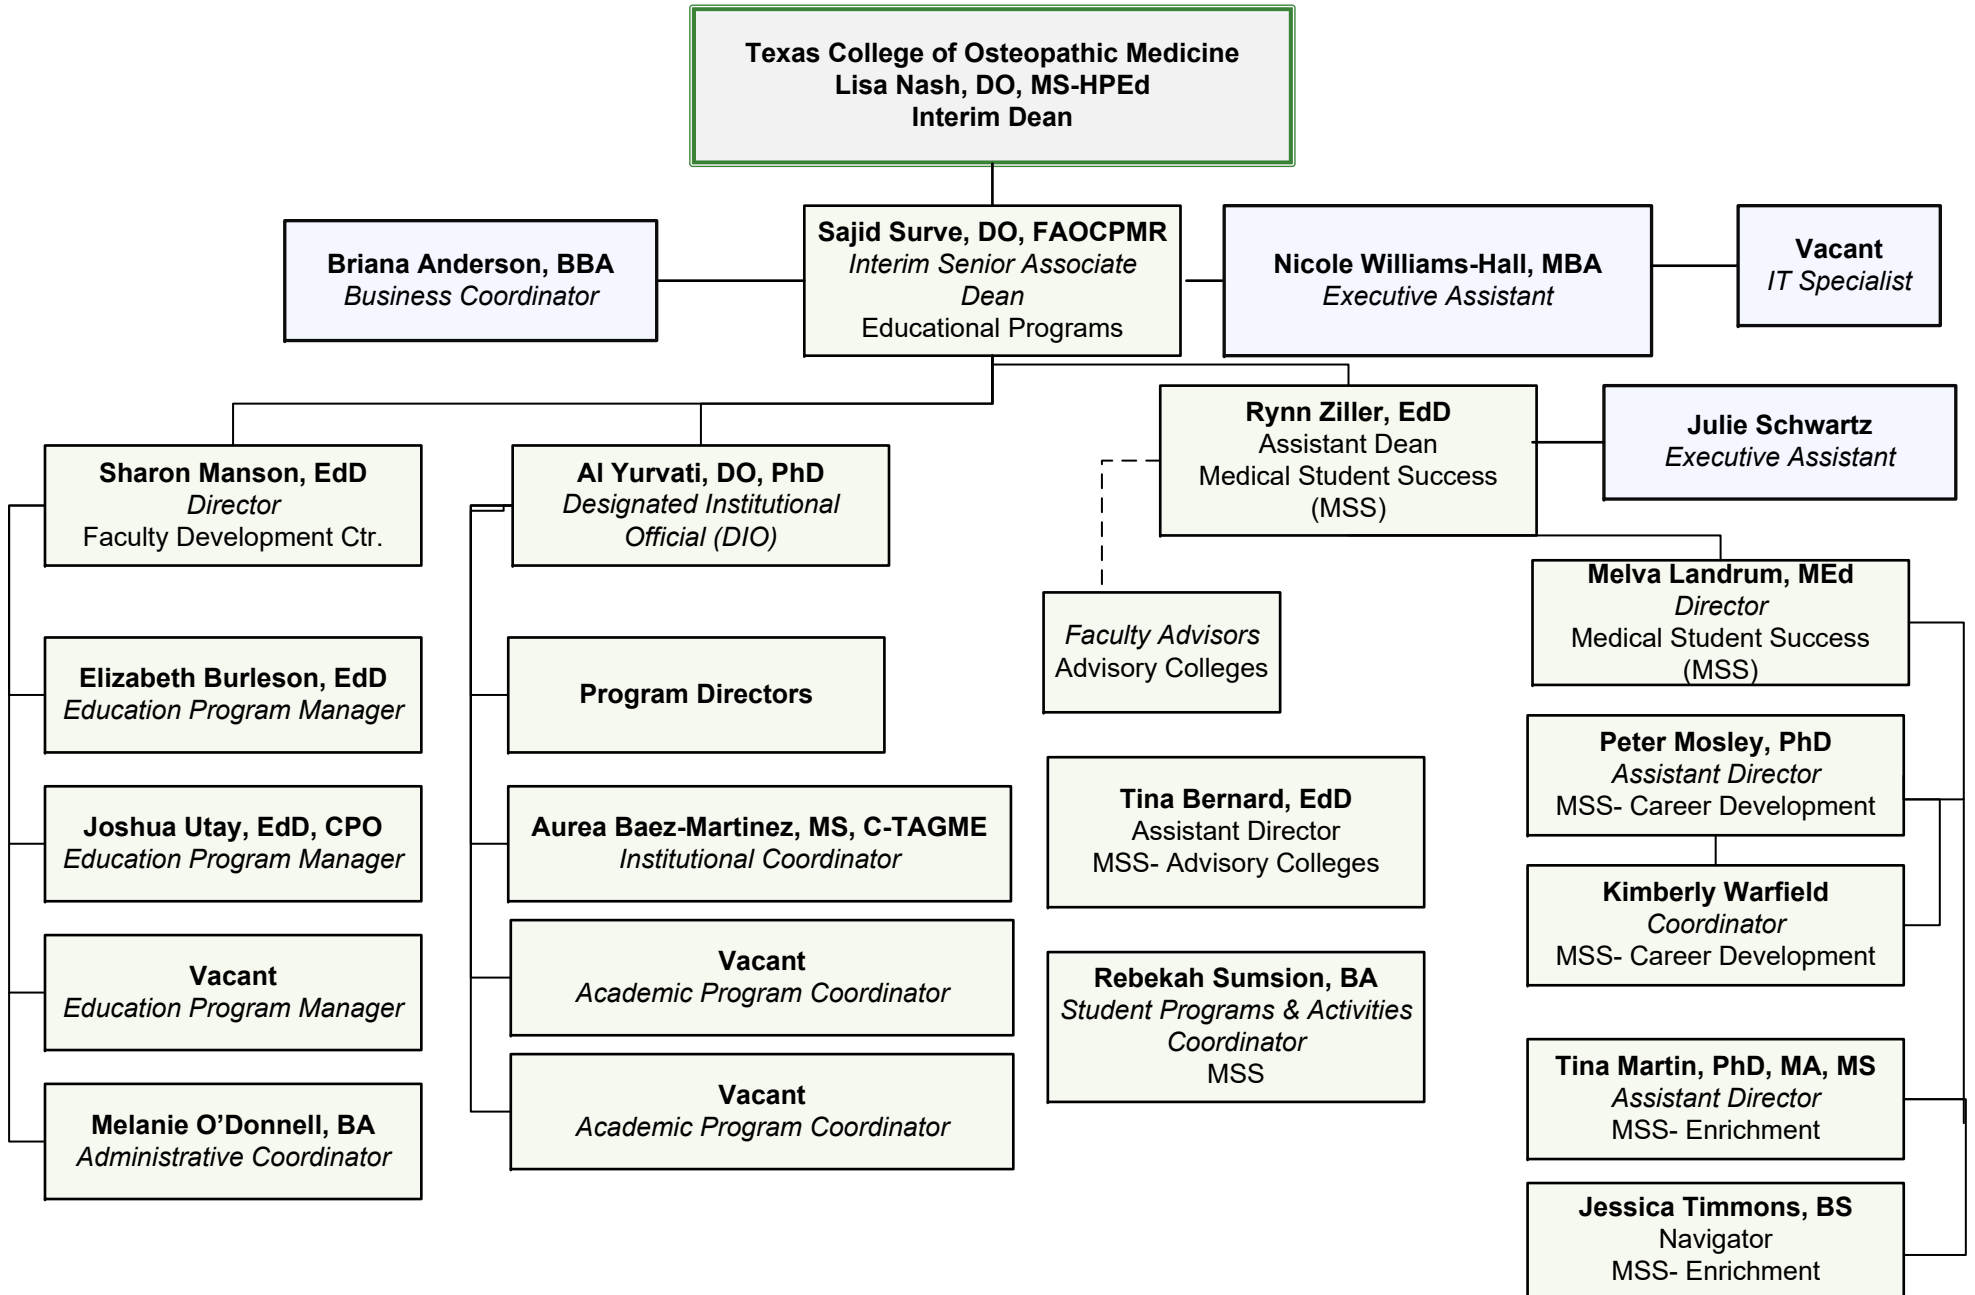 Texas College of Osteopathic Medicine
Lisa Nash, DO, MS-HPEd
Interim Dean
Briana Anderson, BBA
Business Coordinator
Sajid Surve, DO, FAOCPMR
Interim Senior Associate
Dean
Educational Programs
Nicole Williams-Hall, MBA
Executive Assistant
Vacant
IT Specialist
Sharon Manson, EdD
Director
Faculty Development Ctr.
Elizabeth Burleson, EdD
Education Program Manager
Joshua Utay, EdD, CPO
Education Program Manager
Vacant
Education Program Manager
Melanie O’Donnell, BA
Administrative Coordinator
Al Yurvati, DO, PhD
Designated Institutional
Official (DIO)
Program Directors
Aurea Baez-Martinez, MS, C-TAGME
Institutional Coordinator
Vacant
Academic Program Coordinator
Vacant
Academic Program Coordinator
Rynn Ziller, EdD
Assistant Dean
Medical Student Success
(MSS)
Julie Schwartz
Executive Assistant
Faculty Advisors
Advisory Colleges
Tina Bernard, EdD
Assistant Director
MSS- Advisory Colleges
Rebekah Sumsion, BA
Student Programs & Activities
Coordinator
MSS
Melva Landrum, MEd
Director
Medical Student Success
(MSS)
Peter Mosley, PhD
Assistant Director
MSS- Career Development
Kimberly Warfield
Coordinator
MSS- Career Development
Tina Martin, PhD, MA, MS
Assistant Director
MSS- Enrichment
Jessica Timmons, BS
Navigator
MSS- Enrichment